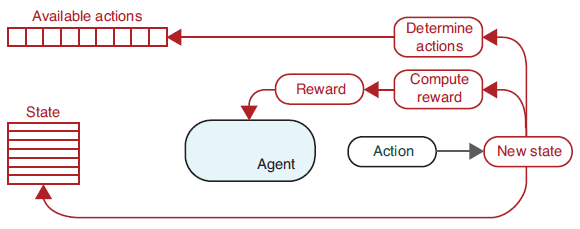 Available actions
Determine
actions
Compute
reward
Reward
State
Agent
Action
New state